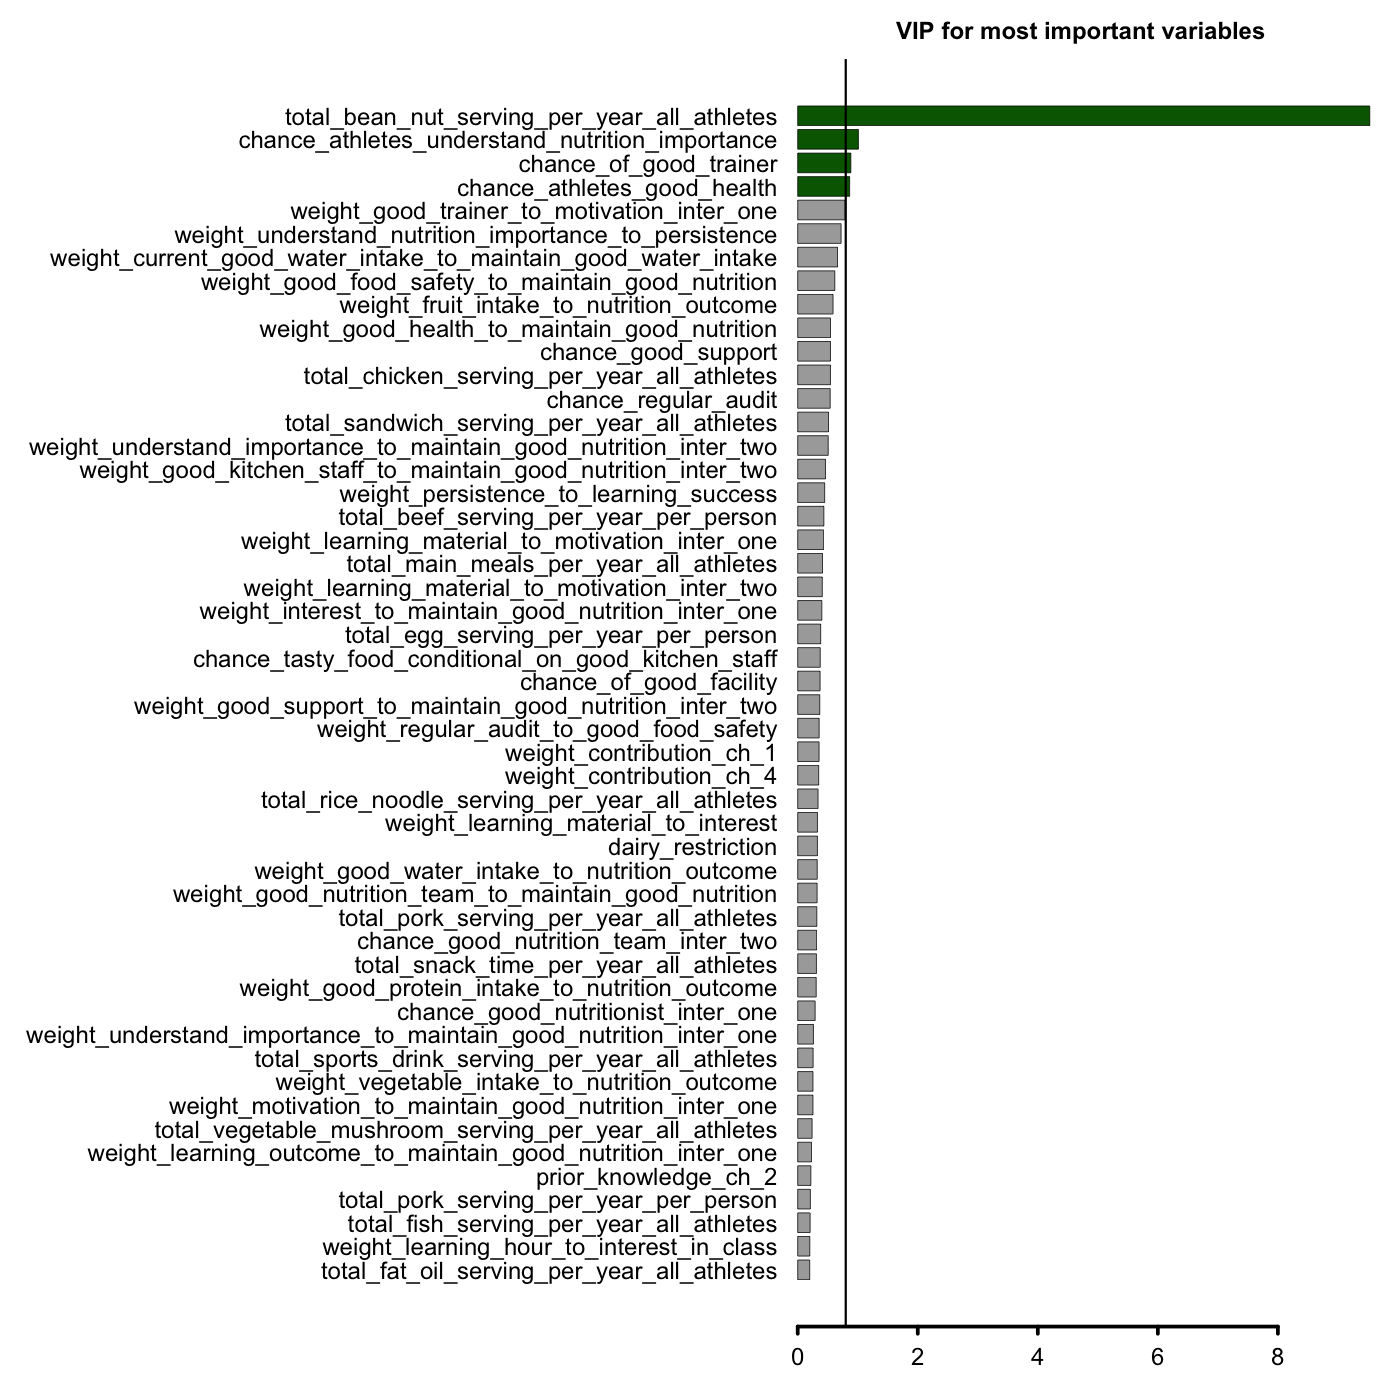 VIP for most important variables
total_bean_nut_serving_per_year_all_athletes
chance_athletes_understand_nutrition_importance
chance_of_good_trainer
chance_athletes_good_health
weight_good_trainer_to_motivation_inter_one
weight_understand_nutrition_importance_to_persistence
weight_current_good_water_intake_to_maintain_good_water_intake
weight_good_food_safety_to_maintain_good_nutrition
weight_fruit_intake_to_nutrition_outcome
weight_good_health_to_maintain_good_nutrition
chance_good_support
total_chicken_serving_per_year_all_athletes
chance_regular_audit
total_sandwich_serving_per_year_all_athletes
weight_understand_importance_to_maintain_good_nutrition_inter_two
weight_good_kitchen_staff_to_maintain_good_nutrition_inter_two
weight_persistence_to_learning_success
total_beef_serving_per_year_per_person
weight_learning_material_to_motivation_inter_one
total_main_meals_per_year_all_athletes
weight_learning_material_to_motivation_inter_two
weight_interest_to_maintain_good_nutrition_inter_one
total_egg_serving_per_year_per_person
chance_tasty_food_conditional_on_good_kitchen_staff
chance_of_good_facility
weight_good_support_to_maintain_good_nutrition_inter_two
weight_regular_audit_to_good_food_safety
weight_contribution_ch_1
weight_contribution_ch_4
total_rice_noodle_serving_per_year_all_athletes
weight_learning_material_to_interest
dairy_restriction
weight_good_water_intake_to_nutrition_outcome
weight_good_nutrition_team_to_maintain_good_nutrition
total_pork_serving_per_year_all_athletes
chance_good_nutrition_team_inter_two
total_snack_time_per_year_all_athletes
weight_good_protein_intake_to_nutrition_outcome
chance_good_nutritionist_inter_one
weight_understand_importance_to_maintain_good_nutrition_inter_one
total_sports_drink_serving_per_year_all_athletes
weight_vegetable_intake_to_nutrition_outcome
weight_motivation_to_maintain_good_nutrition_inter_one
total_vegetable_mushroom_serving_per_year_all_athletes
weight_learning_outcome_to_maintain_good_nutrition_inter_one
prior_knowledge_ch_2
total_pork_serving_per_year_per_person
total_fish_serving_per_year_all_athletes
weight_learning_hour_to_interest_in_class
total_fat_oil_serving_per_year_all_athletes
0 2 4 6 8